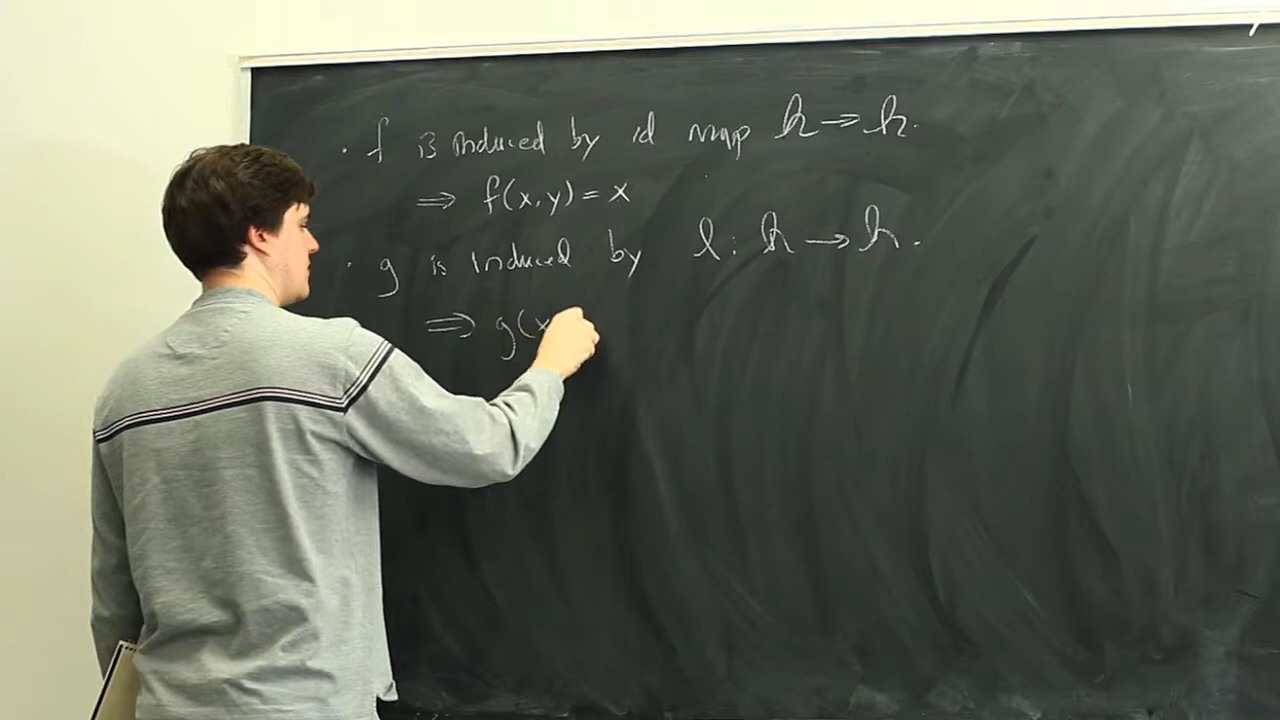 · f is induced by id map h → h.
⇒ f(x,y) = x
· g is induced by l: h → h.
⇒ g(x